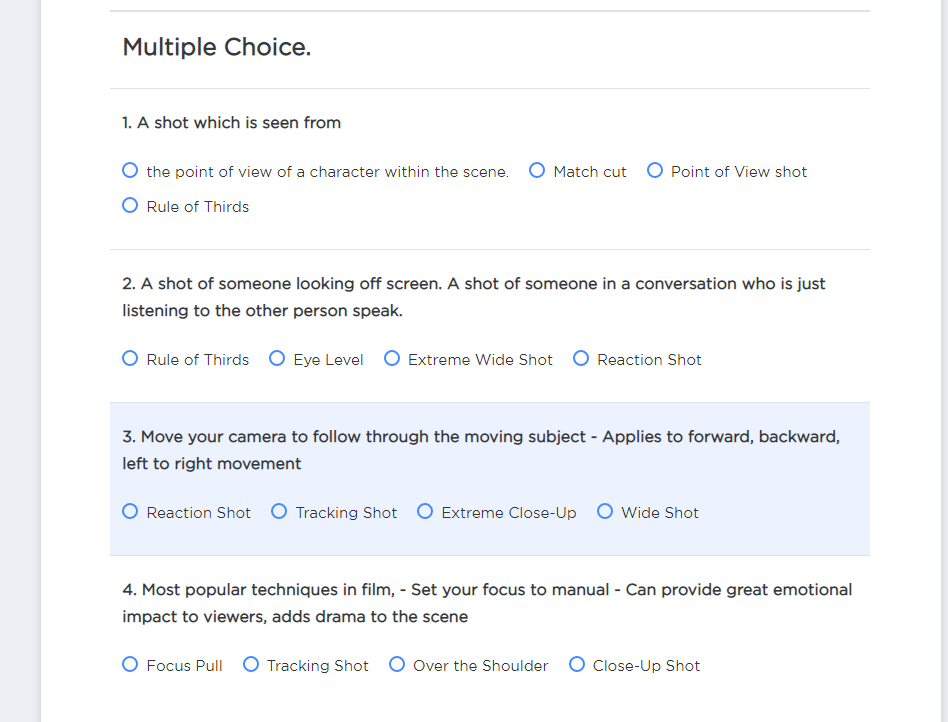 Multiple Choice.
1. A shot which is seen from
the point of view of a character within the scene. Match cut Point of View shot
Rule of Thirds
2. A shot of someone looking off screen. A shot of someone in a conversation who is just
listening to the other person speak.
Rule of Thirds Eye Level Extreme Wide Shot Reaction Shot
3. Move your camera to follow through the moving subject - Applies to forward, backward,
left to right movement
Reaction Shot Tracking Shot Extreme Close-Up Wide Shot
4. Most popular techniques in film, - Set your focus to manual - Can provide great emotional
impact to viewers, adds drama to the scene
Focus Pull Tracking Shot Over the Shoulder Close-Up Shot